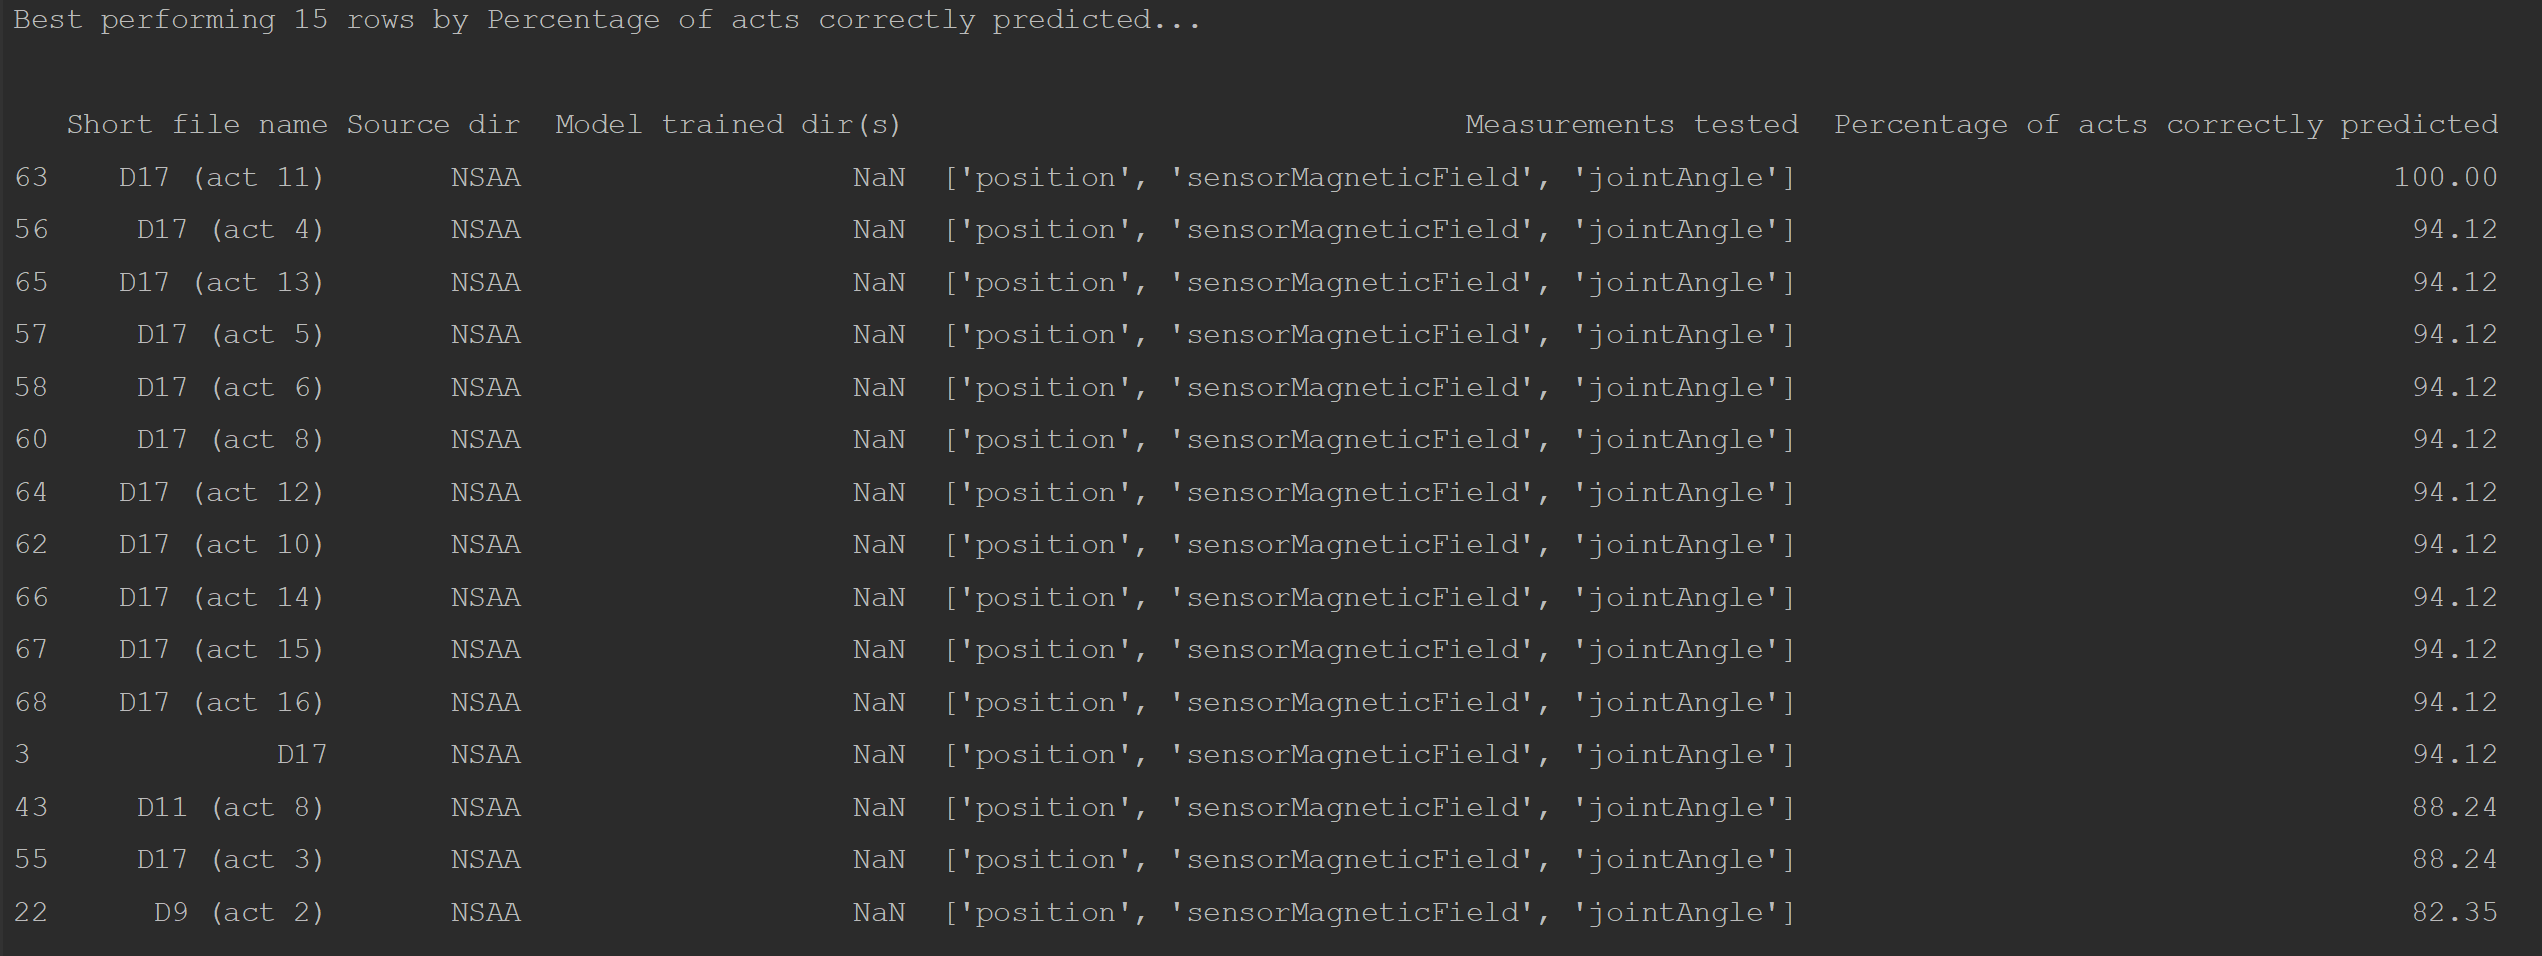 Best performing 15 rows by Percentage of acts correctly predicted...
Short file name Source dir  Model trained dir(s)  Measurements tested  Percentage of acts correctly predicted
63  D17 (act 11)  NSAA  NaN  ['position', 'sensorMagneticField', 'jointAngle']  100.00
56  D17 (act 4)  NSAA  NaN  ['position', 'sensorMagneticField', 'jointAngle']  94.12
65  D17 (act 13)  NSAA  NaN  ['position', 'sensorMagneticField', 'jointAngle']  94.12
57  D17 (act 5)  NSAA  NaN  ['position', 'sensorMagneticField', 'jointAngle']  94.12
58  D17 (act 6)  NSAA  NaN  ['position', 'sensorMagneticField', 'jointAngle']  94.12
60  D17 (act 8)  NSAA  NaN  ['position', 'sensorMagneticField', 'jointAngle']  94.12
64  D17 (act 12)  NSAA  NaN  ['position', 'sensorMagneticField', 'jointAngle']  94.12
62  D17 (act 10)  NSAA  NaN  ['position', 'sensorMagneticField', 'jointAngle']  94.12
66  D17 (act 14)  NSAA  NaN  ['position', 'sensorMagneticField', 'jointAngle']  94.12
67  D17 (act 15)  NSAA  NaN  ['position', 'sensorMagneticField', 'jointAngle']  94.12
68  D17 (act 16)  NSAA  NaN  ['position', 'sensorMagneticField', 'jointAngle']  94.12
3  D17  NSAA  NaN  ['position', 'sensorMagneticField', 'jointAngle']  94.12
43  D11 (act 8)  NSAA  NaN  ['position', 'sensorMagneticField', 'jointAngle']  88.24
55  D17 (act 3)  NSAA  NaN  ['position', 'sensorMagneticField', 'jointAngle']  88.24
22  D9 (act 2)  NSAA  NaN  ['position', 'sensorMagneticField', 'jointAngle']  82.35